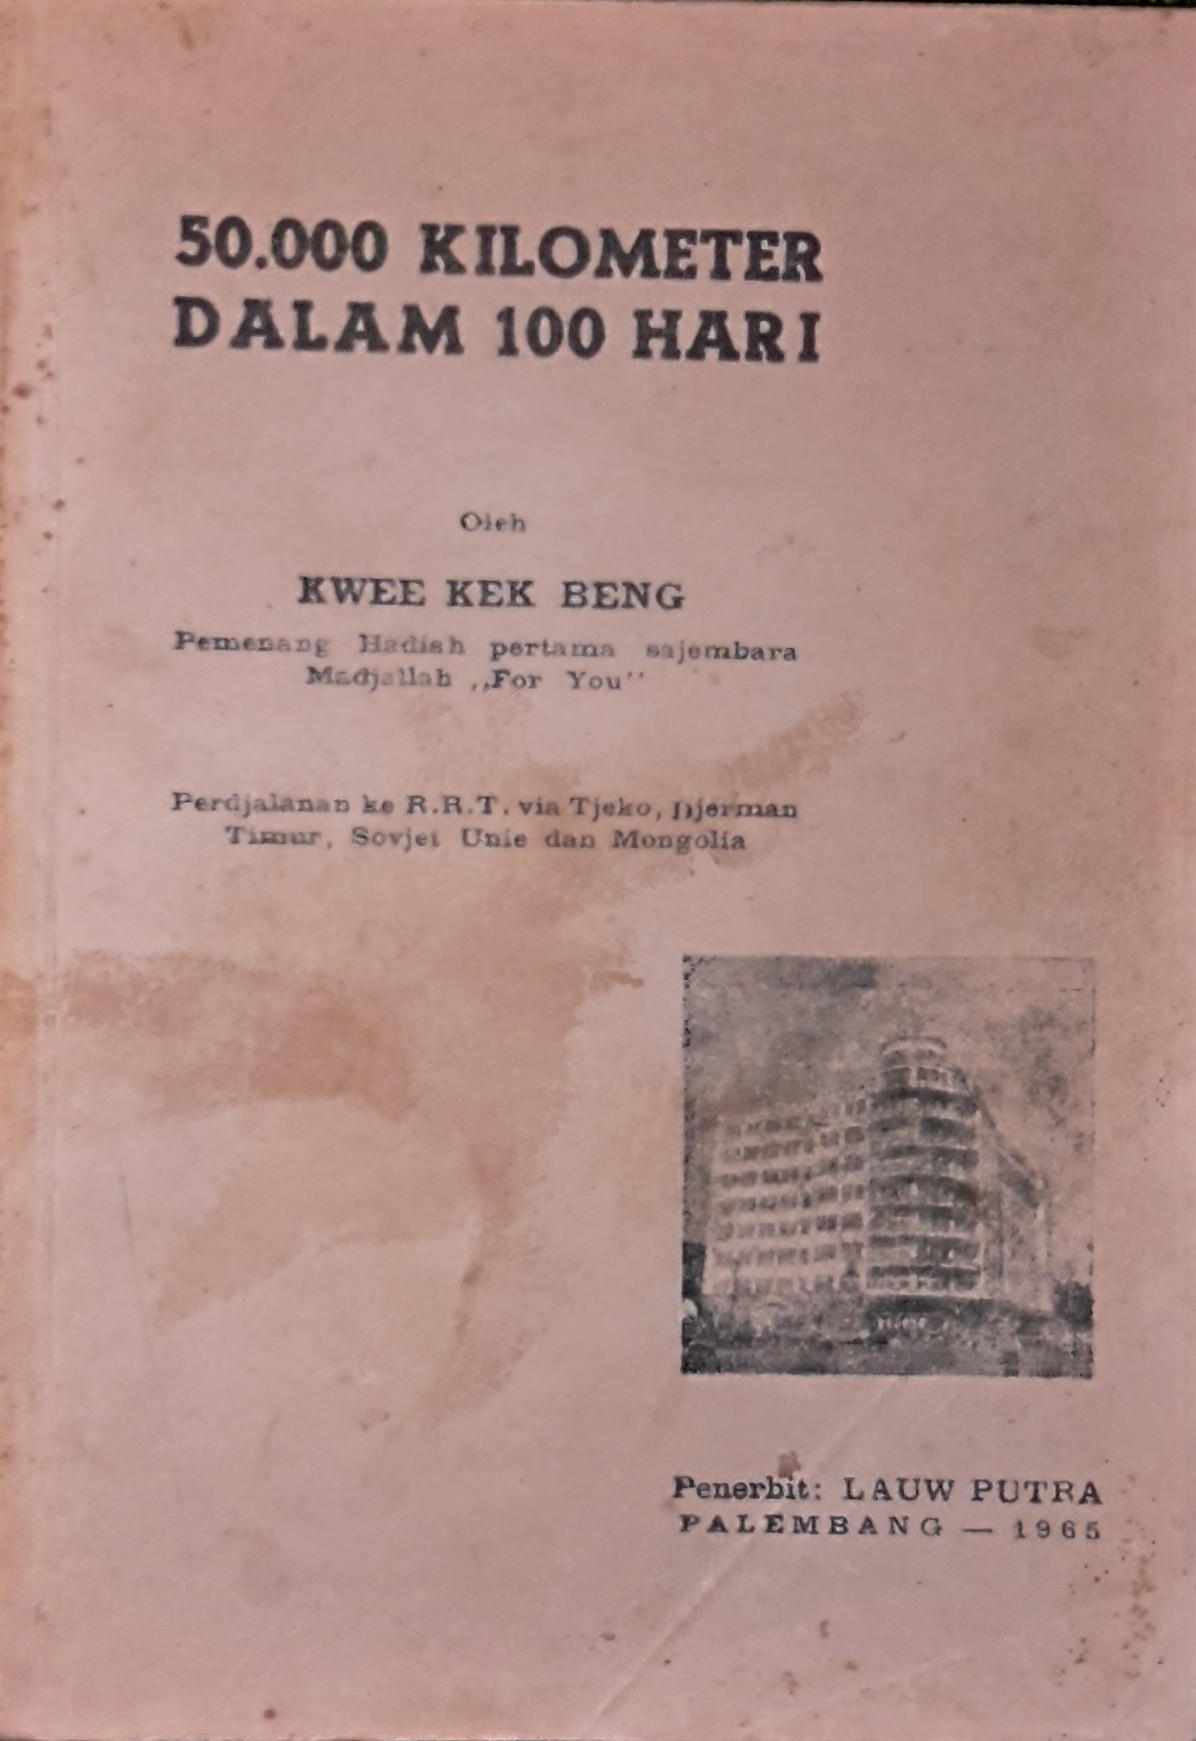 50.000 KILOMETER
DALAM 100 HARI
Oleh
KWEE KEK BENG
Pemenang Hadiah pertama sajembara
Madjallah „For You”
Perdjalanan ke R.R.T. via Tjeko, Djerman
Timur, Sovjet Unie dan Mongolia
Penerbit: LAUW PUTRA
PALEMBANG — 1965